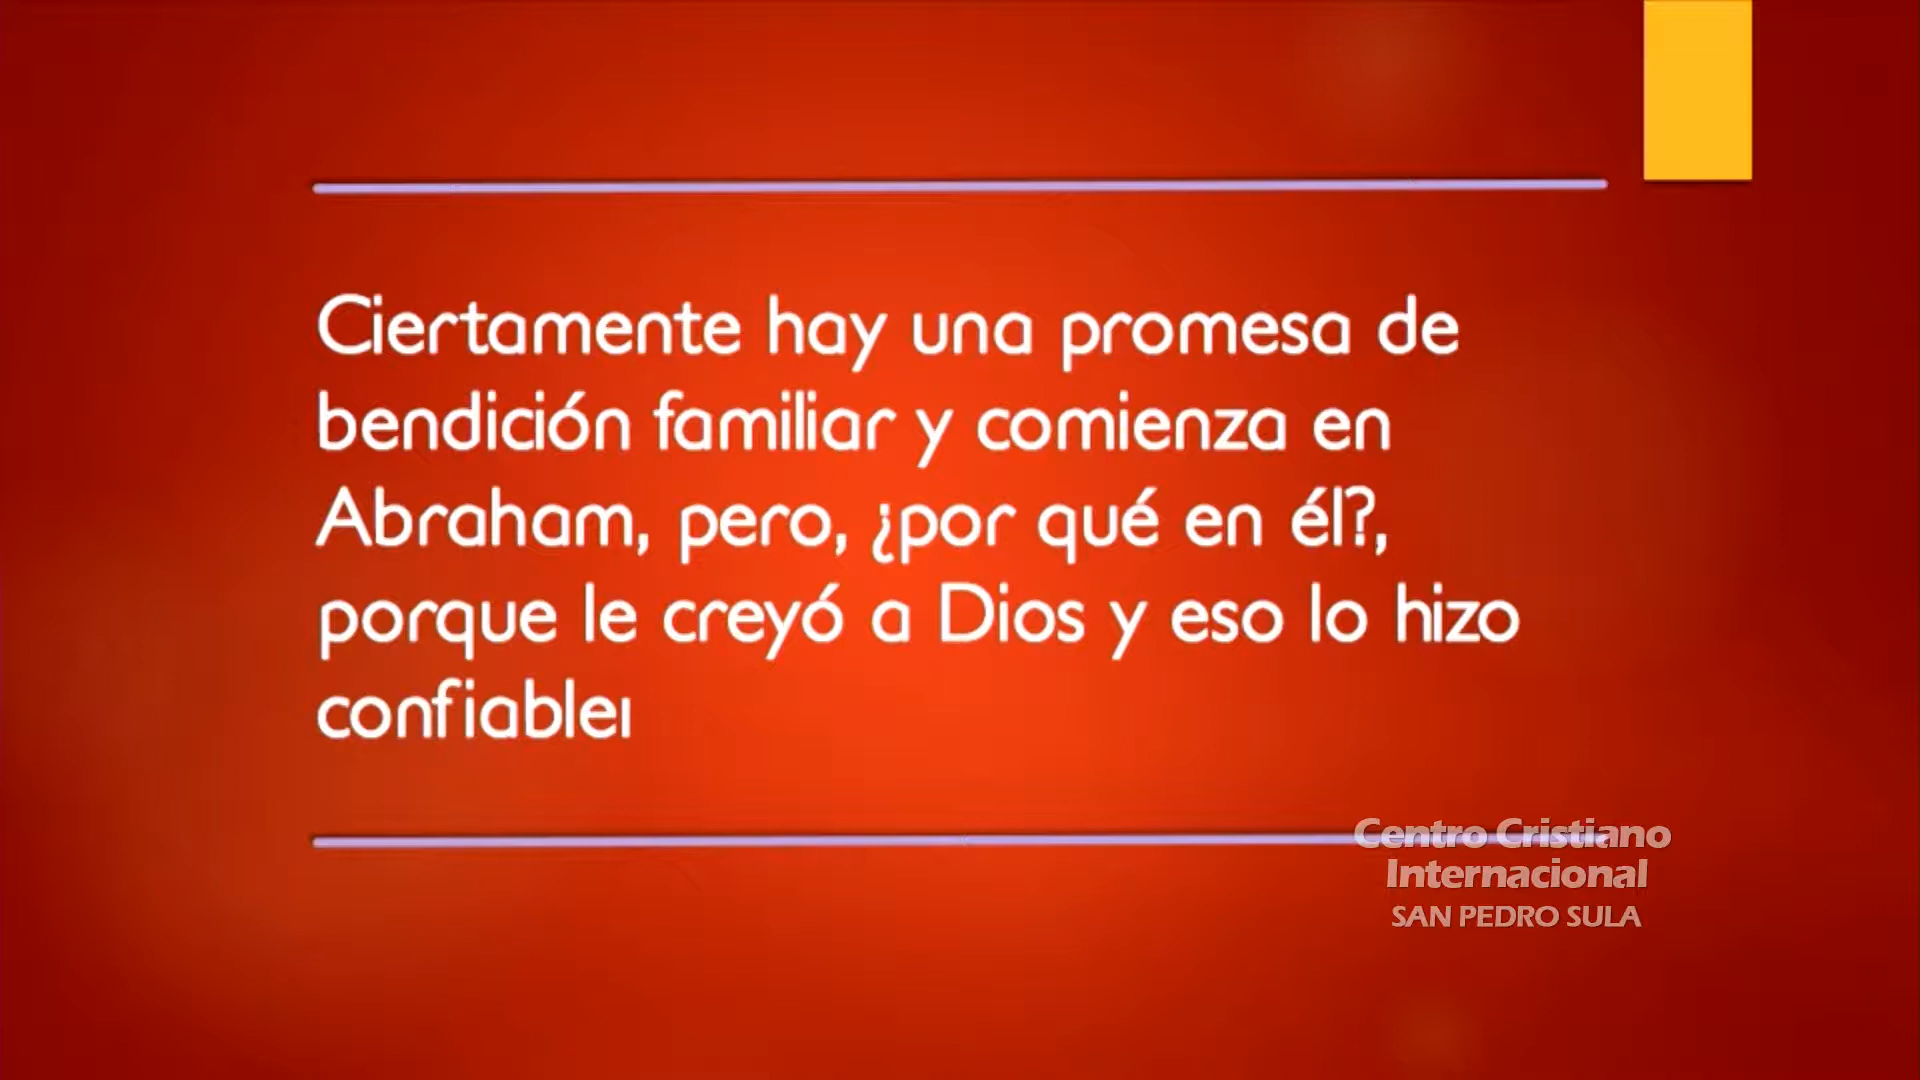 Ciertamente hay una promesa de
bendición familiar y comienza en
Abraham, pero, ¿por qué en él?,
porque le creyó a Dios y eso lo hizo
confiable
Centro Cristiano
Internacional
SAN PEDRO SULA